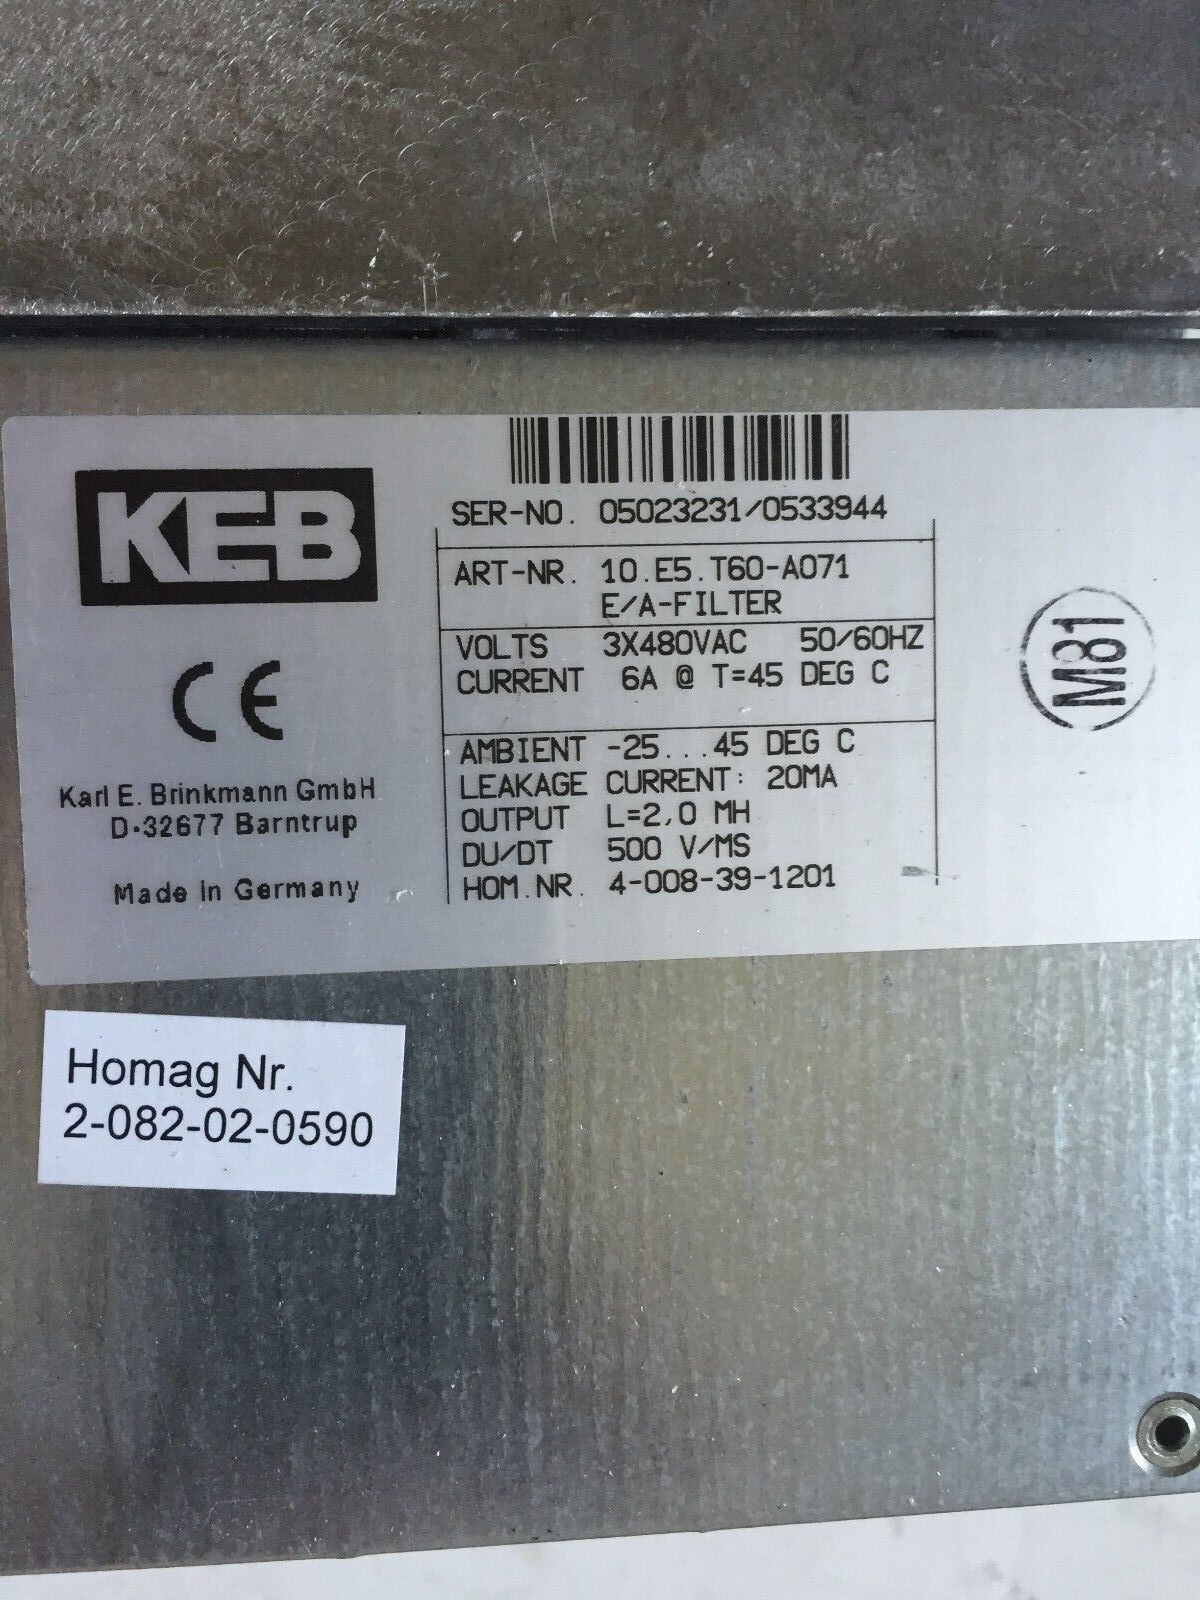 KEB
CE
Karl E. Brinkmann GmbH
D-32677 Barntrup
Made in Germany
SER-NO. 05023231/0533944
ART-NR. 10.E5.T60-A071
E/A-FILTER
VOLTS 3X480VAC 50/60HZ
CURRENT 6A @ T=45 DEG C
AMBIENT -25...45 DEG C
LEAKAGE CURRENT: 20MA
OUTPUT L=2,0 MH
DU/DT 500 V/MS
HOM.NR. 4-008-39-1201
M81
Homag Nr.
2-082-02-0590